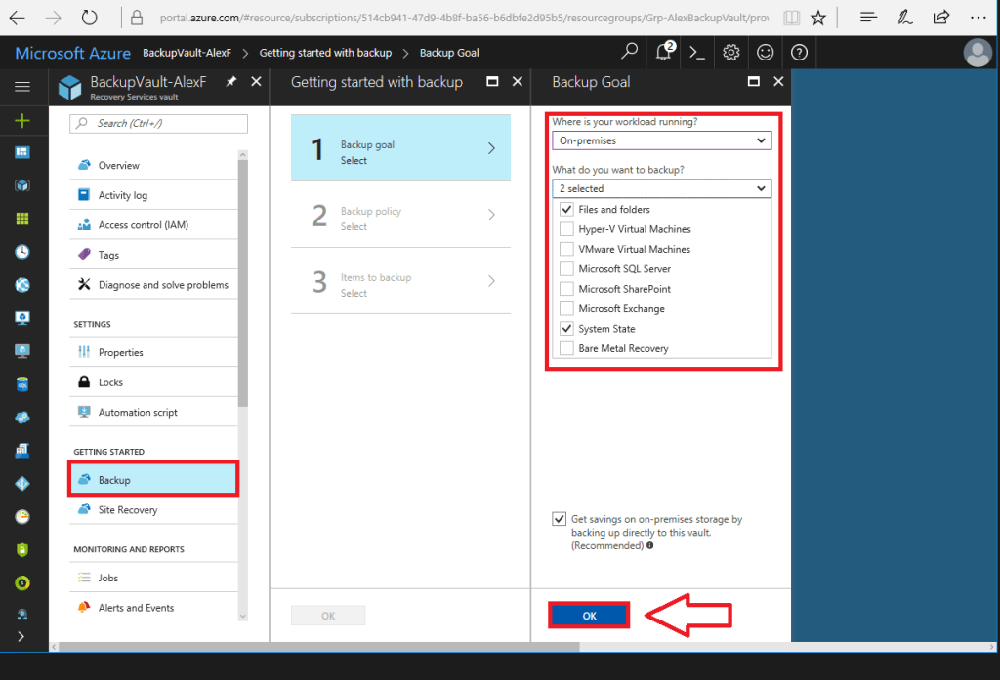 portal.azure.com/#resource/subscriptions/514cb941-47d9-4b8f-ba56-b6dbfe2d95b5/resourcegroups/Grp-AlexBackupVault/prov
Microsoft Azure BackupVault-AlexF > Getting started with backup > Backup Goal
2
BackupVault-AlexF
Recovery Services vault
Search (Ctrl+/)
Overview
Activity log
Access control (IAM)
Tags
Diagnose and solve problems
SETTINGS
Properties
Locks
Automation script
GETTING STARTED
Backup
Site Recovery
MONITORING AND REPORTS
Jobs
Alerts and Events
Getting started with backup
1 Backup goal
Select
2 Backup policy
Select
3 Items to backup
Select
OK
Backup Goal
Where is your workload running?
On-premises
What do you want to backup?
2 selected
Files and folders
Hyper-V Virtual Machines
VMware Virtual Machines
Microsoft SQL Server
Microsoft SharePoint
Microsoft Exchange
System State
Bare Metal Recovery
Get savings on on-premises storage by
backing up directly to this vault.
(Recommended)
OK